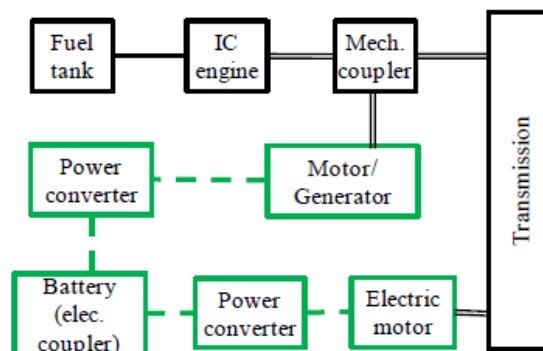 Fuel
tank
IC
engine
Mech.
coupler
Transmission
Power
converter
Motor/
Generator
Battery
(elec.
coupler)
Power
converter
Electric
motor